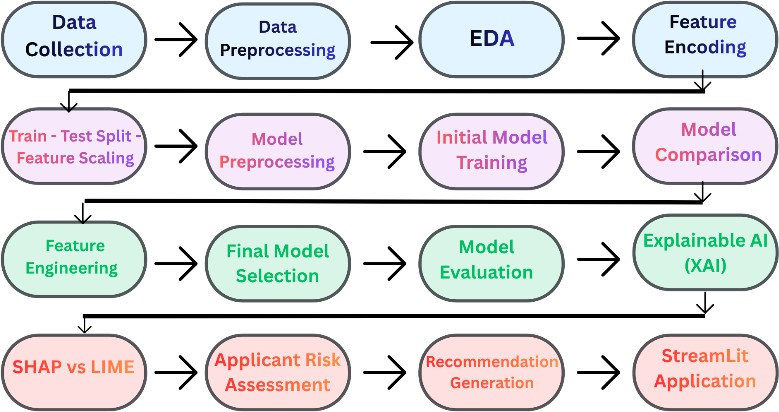 Data
Collection
Data
Preprocessing
EDA
Feature
Encoding
Train - Test Split -
Feature Scaling
Model
Preprocessing
Initial Model
Training
Model
Comparison
Feature
Engineering
Final Model
Selection
Model
Evaluation
Explainable AI
(XAI)
SHAP vs LIME
Applicant Risk
Assessment
Recommendation
Generation
StreamLit
Application